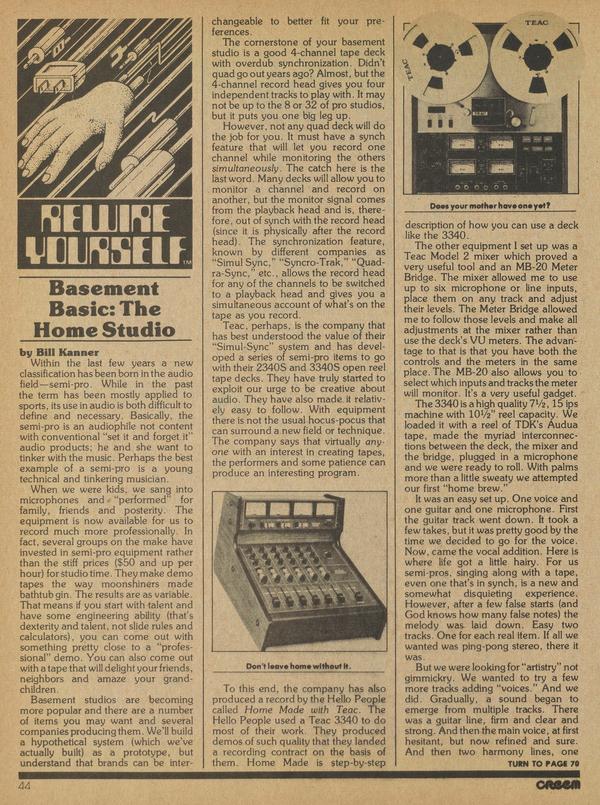 REWIRE
YOURSELF
TM
Basement
Basic: The
Home Studio
by Bill Kanner
Within the last few years a new
classification has been born in the audio
field—semi-pro. While in the past
the term has been mostly applied to
sports, its use in audio is both difficult to
define and necessary. Basically, the
semi-pro is an audiophile not content
with conventional “set it and forget it”
audio products; he and she want to
tinker with the music. Perhaps the best
example of a semi-pro is a young
technical and tinkering musician.
When we were kids, we sang into
microphones and “performed” for
family, friends and posterity. The
equipment is now available for us to
record much more professionally. In
fact, several groups on the make have
invested in semi-pro equipment rather
than the stiff prices ($50 and up per
hour) for studio time. They make demo
tapes the way moonshiners made
bathtub gin. The results are as variable.
That means if you start with talent and
have some engineering ability (that’s
dexterity and talent, not slide rules and
calculators), you can come out with
something pretty close to a “profes-
sional” demo. You can also come out
with a tape that will delight your friends,
neighbors and amaze your grand-
children.
Basement studios are becoming
more popular and there are a number
of items you may want and several
companies producing them. We’ll build
a hypothetical system (which we’ve
actually built) as a prototype, but
understand that brands can be inter-
changeable to better fit your pre-
ferences.
The cornerstone of your basement
studio is a good 4-channel tape deck
with overdub synchronization. Didn’t
quad go out years ago? Almost, but the
4-channel record head gives you four
independent tracks to play with. It may
not be up to the 8 or 32 of pro studios,
but it puts you one big leg up.
However, not any quad deck will do
the job for you. It must have a synch
feature that will let you record one
channel while monitoring the others
simultaneously. The catch here is the
last word. Many decks will allow you to
monitor a channel and record on
another, but the monitor signal comes
from the playback head and is, there-
fore, out of synch with the record head
(since it is physically after the record
head). The synchronization feature,
known by different companies as
“Simul Sync,” “Syncro-Trak,” “Quad-
ra-Sync,” etc., allows the record head
for any of the channels to be switched
to a playback head and gives you a
simultaneous account of what’s on the
tape as you record.
Teac, perhaps, is the company that
has best understood the value of their
“Simul-Sync” system and has devel-
oped a series of semi-pro items to go
with their 2340S and 3340S open reel
tape decks. They have truly started to
exploit our urge to be creative about
audio. They have also made it relativ-
ely easy to follow. With equipment
there is not the usual hocus-pocus that
can surround a new field or technique.
The company says that virtually any-
one with an interest in creating tapes,
the performers and some patience can
produce an interesting program.
Don’t leave home without it.
To this end, the company has also
produced a record by the Hello People
called Home Made with Teac. The
Hello People used a Teac 3340 to do
most of their work. They produced
demos of such quality that they landed
a recording contract on the basis of
them. Home Made is step-by-step
TEAC
TEAC
Does your mother have one yet?
description of how you can use a deck
like the 3340.
The other equipment I set up was a
Teac Model 2 mixer which proved a
very useful tool and an MB-20 Meter
Bridge. The mixer allowed me to use
up to six microphone or line inputs,
place them on any track and adjust
their levels. The Meter Bridge allowed
me to follow those levels and make all
adjustments at the mixer rather than
use the deck’s VU meters. The advan-
tage to that is that you have both the
controls and the meters in the same
place. The MB-20 also allows you to
select which inputs and tracks the meter
will monitor. It’s a very useful gadget.
The 3340 is a high quality 7½, 15 ips
machine with 10½” reel capacity. We
loaded it with a reel of TDK’s Audua
tape, made the myriad interconnec-
tions between the deck, the mixer and
the bridge, plugged in a microphone
and we were ready to roll. With palms
more than a little sweaty we attempted
our first “home brew.”
It was an easy set up. One voice and
one guitar and one microphone. First
the guitar track went down. It took a
few takes, but it was pretty good by the
time we decided to go for the voice.
Now, came the vocal addition. Here is
where life got a little hairy. For us
semi-pros, singing along with a tape,
even one that’s in synch, is a new and
somewhat disquieting experience.
However, after a few false starts (and
God knows how many false notes) the
melody was laid down. Easy two
tracks. One for each real item. If all we
wanted was ping-pong stereo, there it
was.
But we were looking for “artistry” not
gimmickry. We wanted to try a few
more tracks adding “voices.” And we
did. Gradually, a sound began to
emerge from multiple tracks. There
was a guitar line, firm and clear and
strong. And then the main voice, at first
hesitant, but now refined and sure.
And then two harmony lines, one
TURN TO PAGE 70
44
CREEM